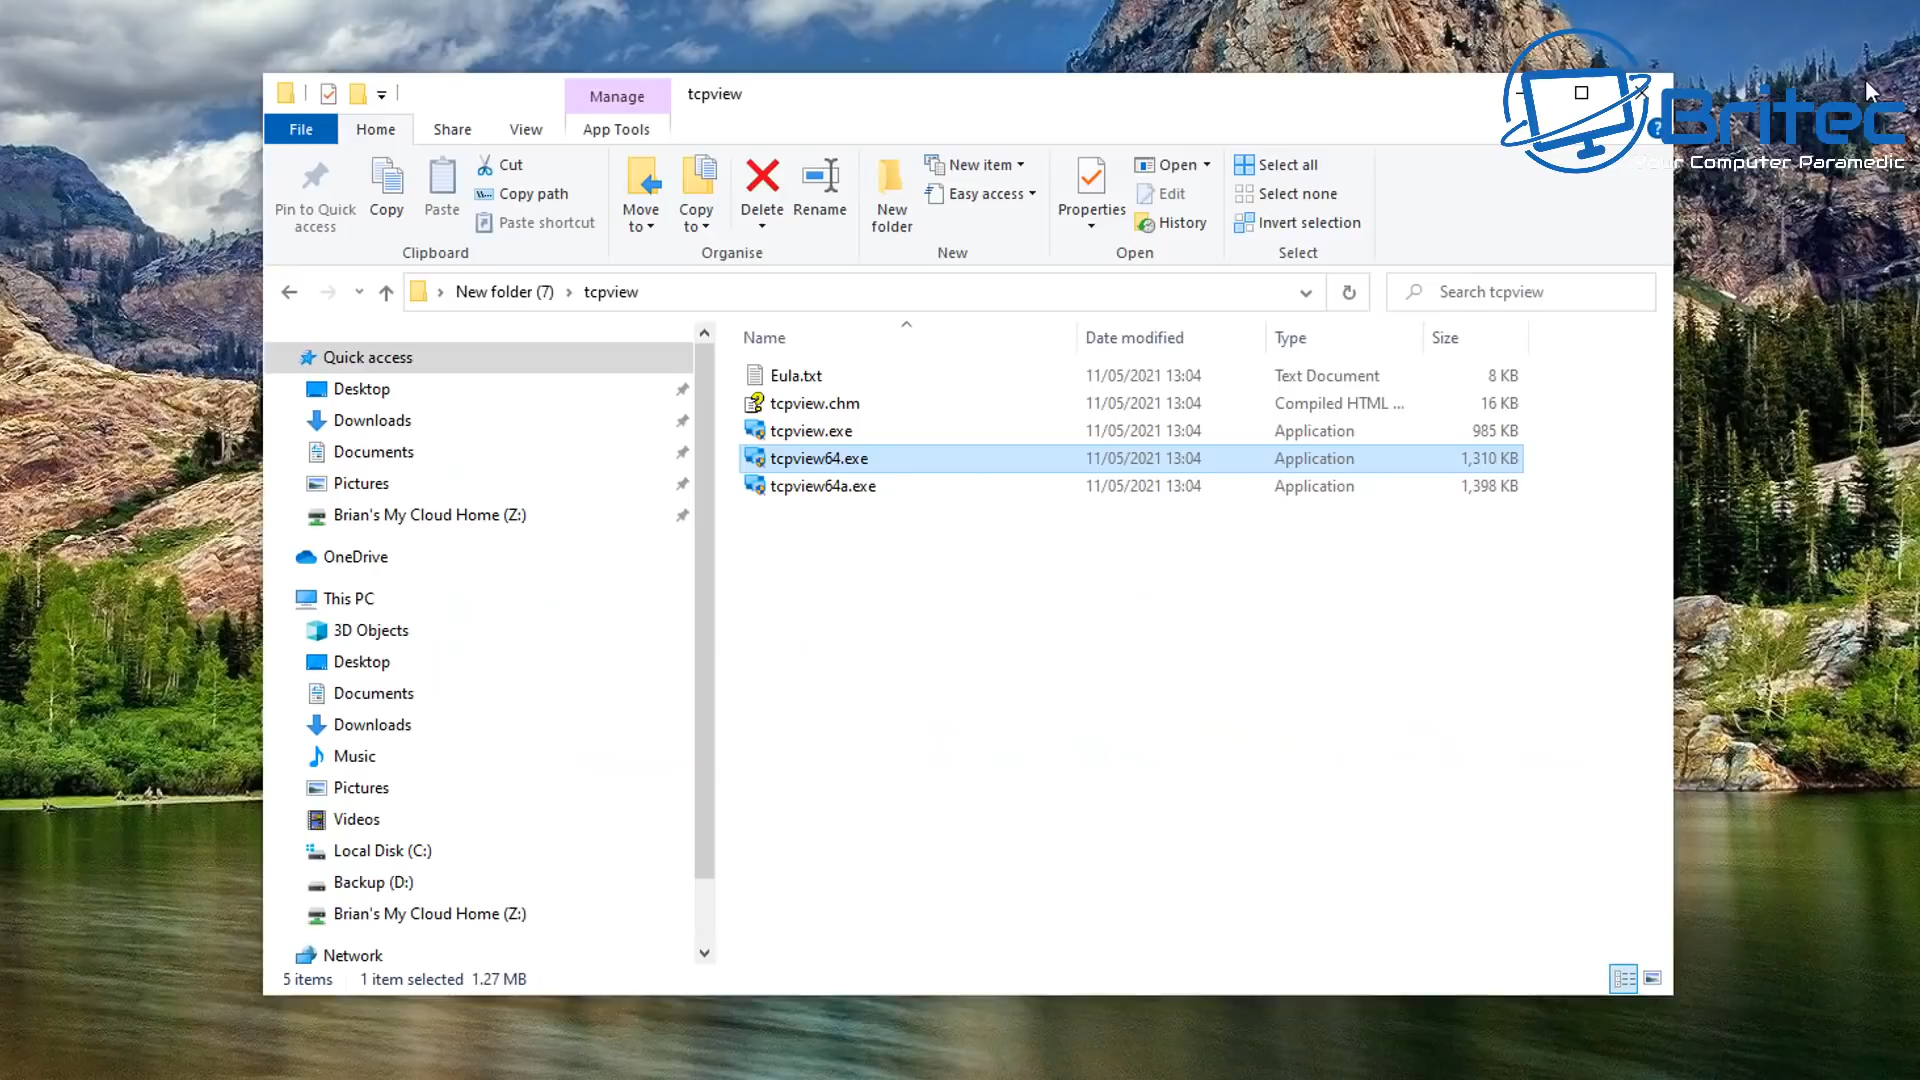 Manage
tcpview
File
Home
Share
View
App Tools
Pin to Quick access
Copy
Paste
Cut
Copy path
Paste shortcut
Clipboard
Move to
Copy to
Delete
Rename
Organise
New folder
New item
Easy access
New
Properties
Open
Edit
History
Open
Select all
Select none
Invert selection
Select
New folder (7)
tcpview
Search tcpview
Name
Date modified
Type
Size
Eula.txt 11/05/2021 13:04 Text Document 8 KB
tcpview.chm 11/05/2021 13:04 Compiled HTML ... 16 KB
tcpview.exe 11/05/2021 13:04 Application 985 KB
tcpview64.exe 11/05/2021 13:04 Application 1,310 KB
tcpview64a.exe 11/05/2021 13:04 Application 1,398 KB
Quick access
Desktop
Downloads
Documents
Pictures
Brian's My Cloud Home (Z:)
OneDrive
This PC
3D Objects
Desktop
Documents
Downloads
Music
Pictures
Videos
Local Disk (C:)
Backup (D:)
Brian's My Cloud Home (Z:)
Network
5 items 1 item selected 1.27 MB
Britec
Your Computer Paramedic